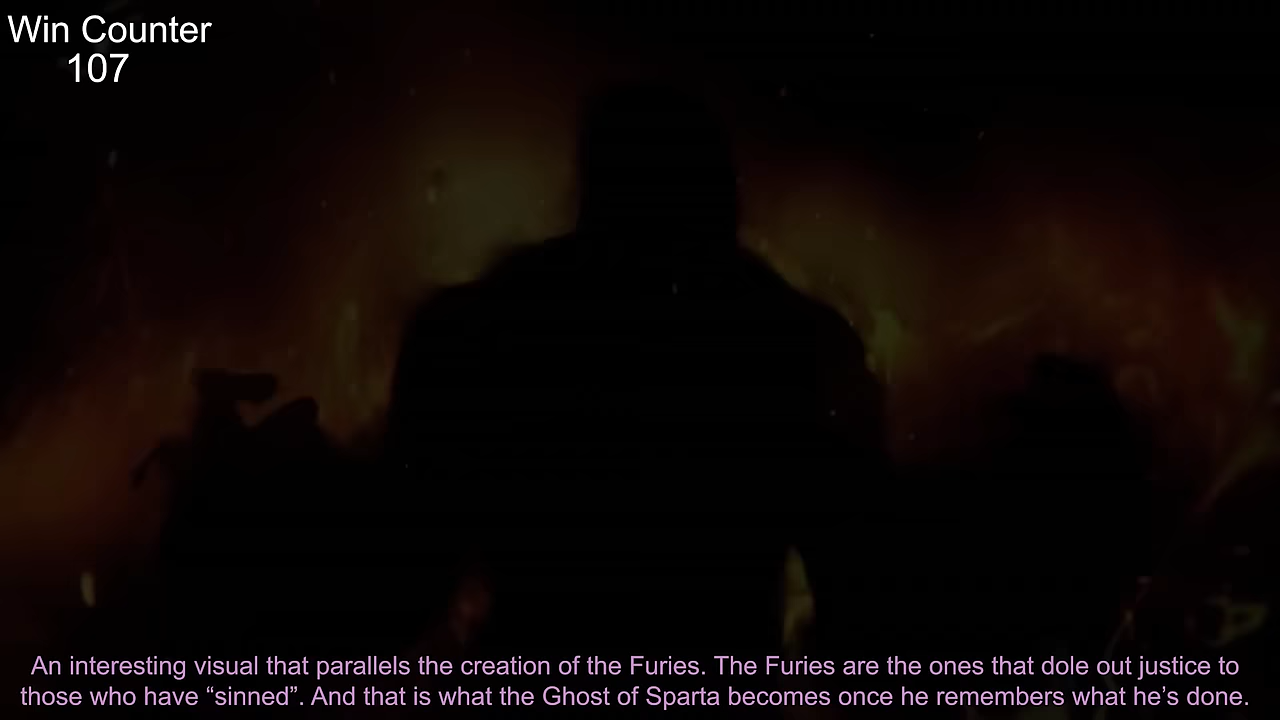 Win Counter
107
An interesting visual that parallels the creation of the Furies. The Furies are the ones that dole out justice to
those who have “sinned”. And that is what the Ghost of Sparta becomes once he remembers what he’s done.